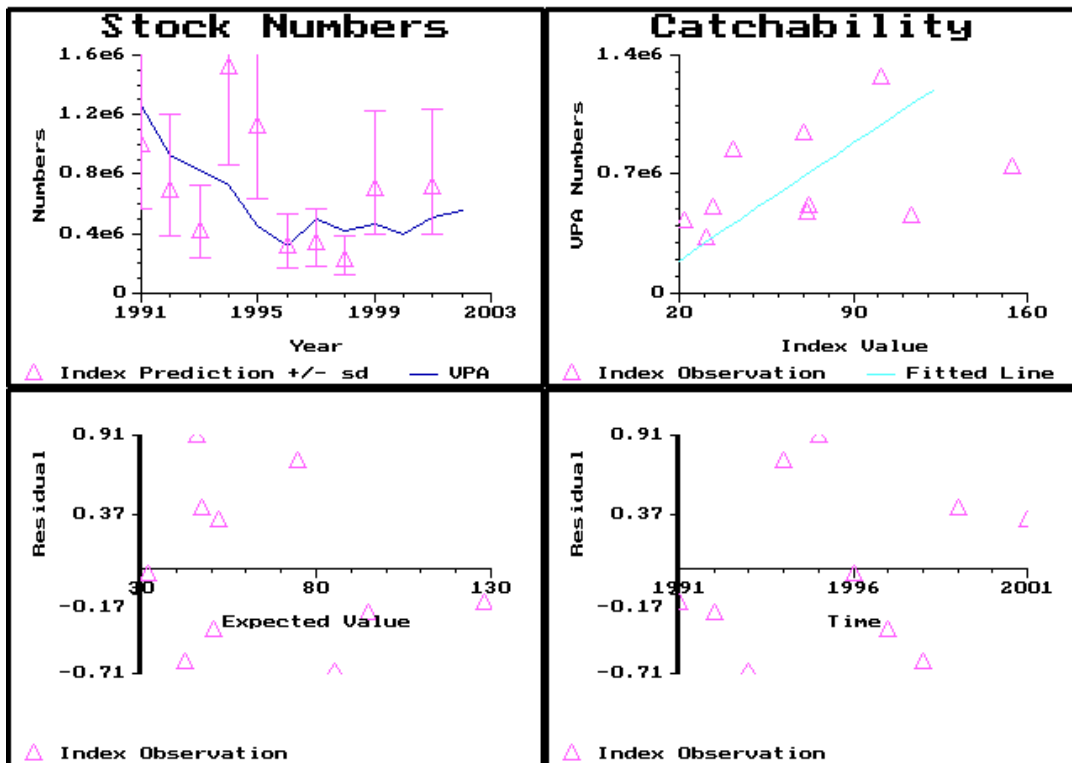 Stock Numbers
1.6e6
1.2e6
0.8e6
0.4e6
0
Numbers
1991 1995 1999 2003
Year
Index Prediction +/- sd VPA
Catchability
1.4e6
0.7e6
0
VPA Numbers
20 90 160
Index Value
Index Observation Fitted Line
0.91
0.37
-0.17
-0.71
Residual
30 80 130
Expected Value
Index Observation
0.91
0.37
-0.17
-0.71
Residual
1991 1996 2001
Time
Index Observation